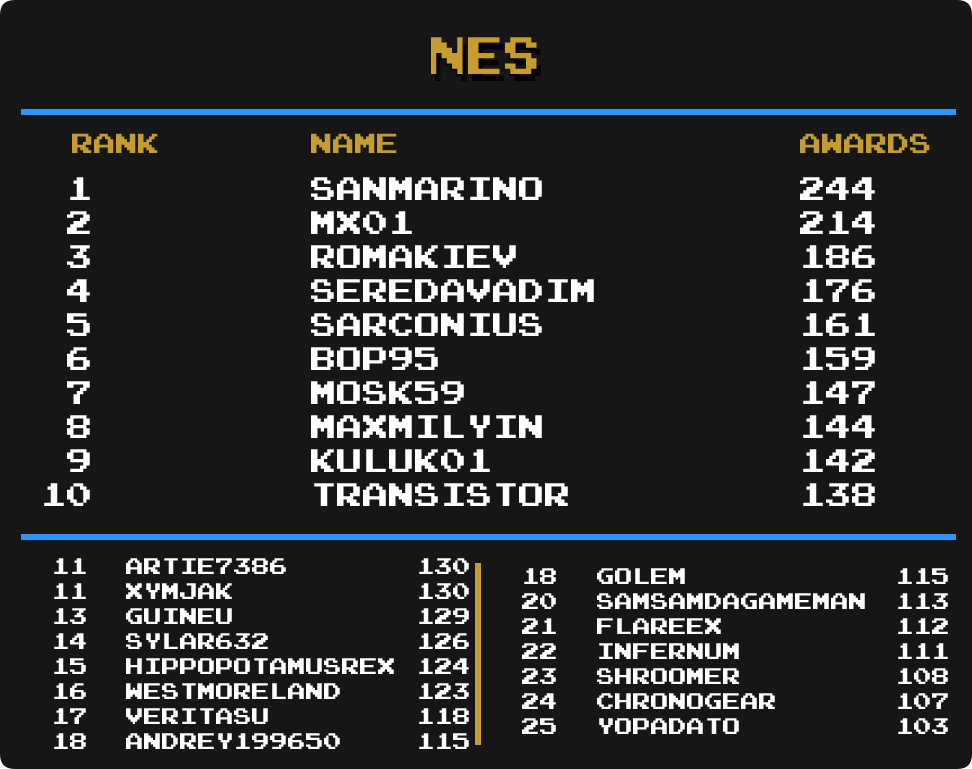 NES
RANK NAME AWARDS
1 SANMARINO 244
2 MX01 214
3 ROMAKIEV 186
4 SEREDAVADIM 176
5 SARCONIUS 161
6 BOP95 159
7 MOSK59 147
8 MAXMILYIN 144
9 KULUK01 142
10 TRANSISTOR 138
11 ARTIE7386 130
11 XYMJAK 130
13 GUINEU 129
14 SYLAR632 126
15 HIPPOPOTAMUSREX 124
16 WESTMORELAND 123
17 VERITASU 118
18 ANDREY199650 115
18 GOLEM 115
20 SAMSAMDAGAMEMAN 113
21 FLAREEX 112
22 INFERNUM 111
23 SHROOMER 108
24 CHRONOGEAR 107
25 YOPADATO 103